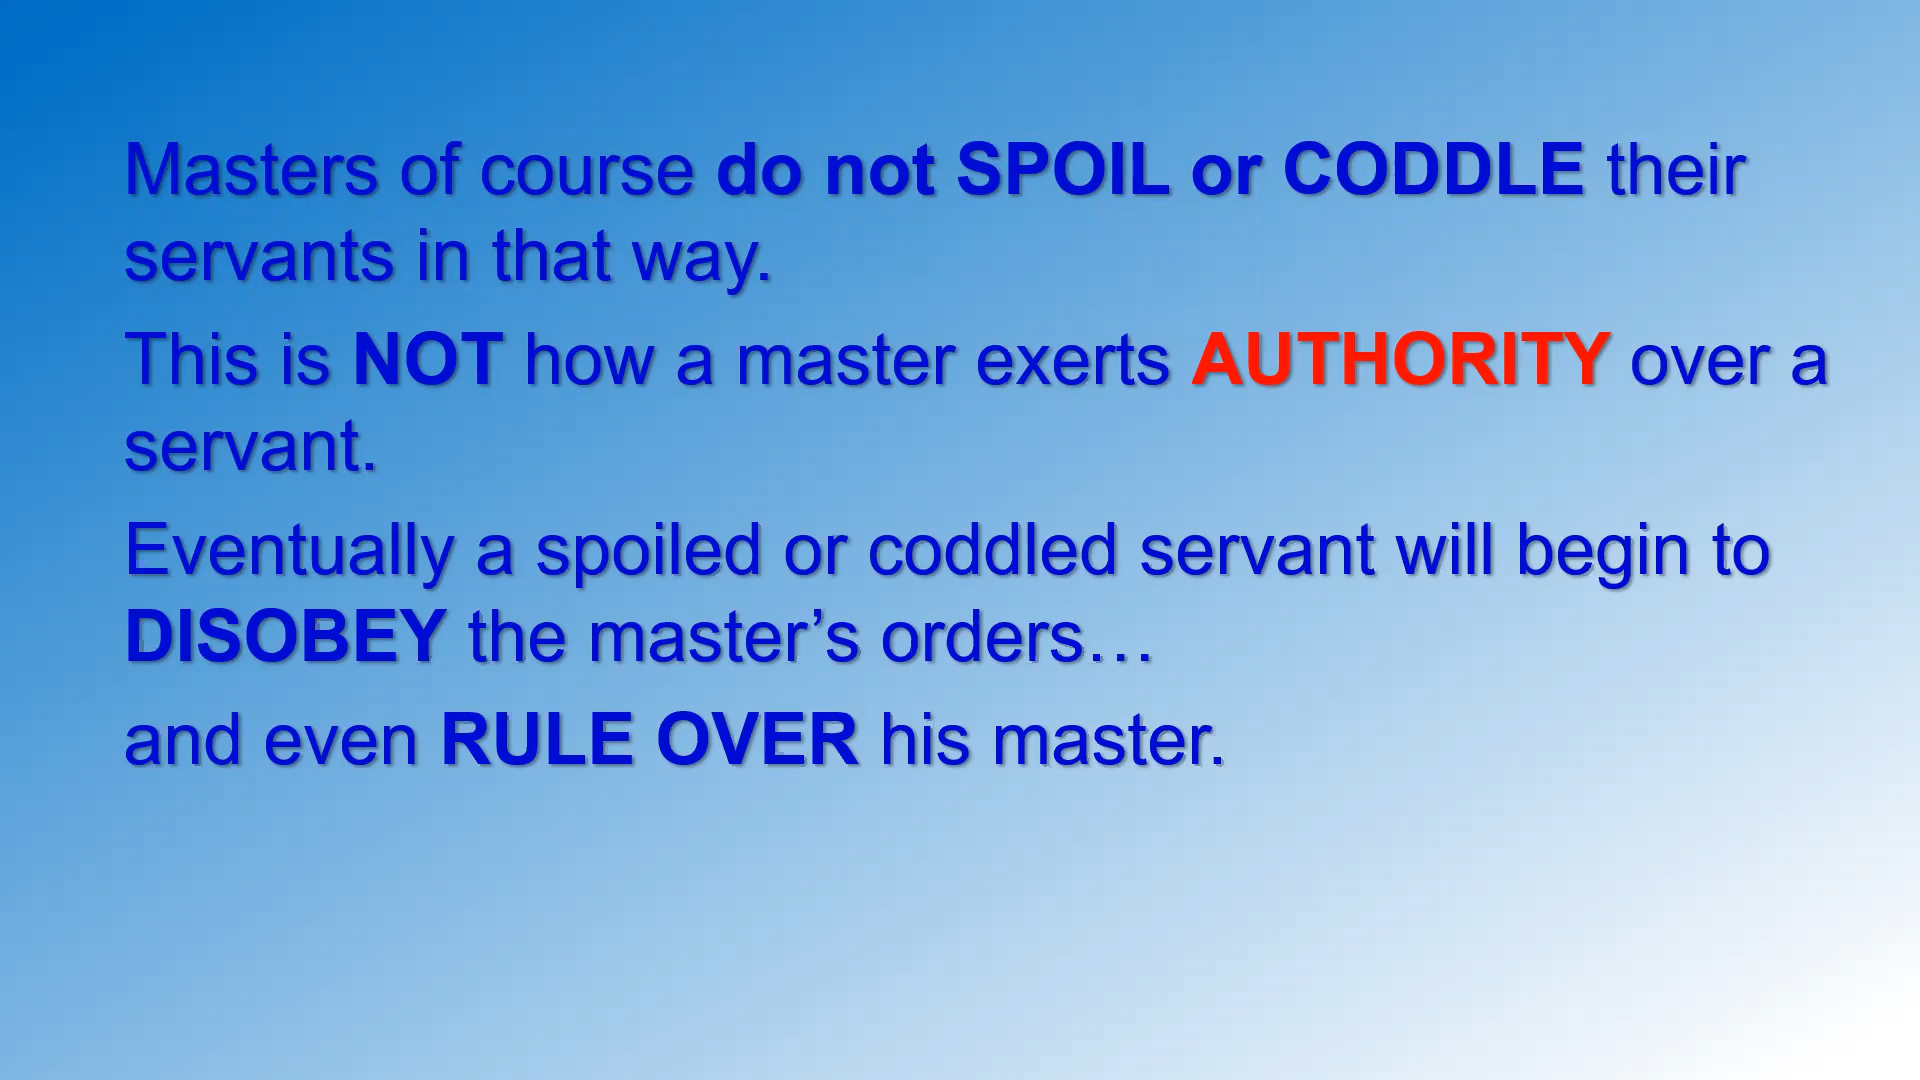 Masters of course do not SPOIL or CODDLE their
servants in that way.
This is NOT how a master exerts AUTHORITY over a
servant.
Eventually a spoiled or coddled servant will begin to
DISOBEY the master’s orders…
and even RULE OVER his master.